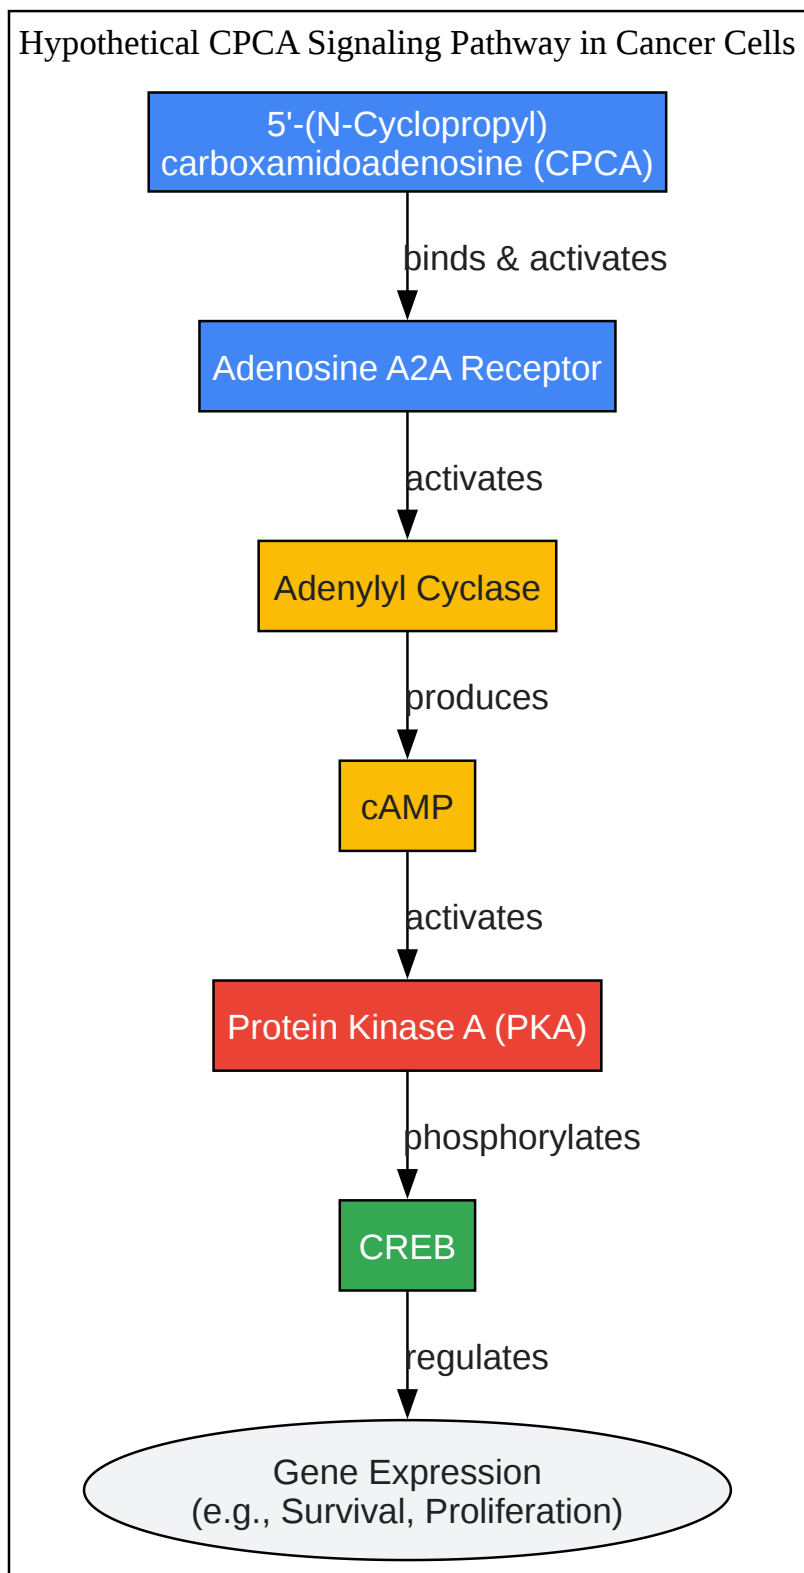 Hypothetical CPCA Signaling Pathway in Cancer Cells
5'-(N-Cyclopropyl)
carboxamidoadenosine (CPCA)
binds & activates
Adenosine A2A Receptor
activates
Adenylyl Cyclase
produces
cAMP
activates
Protein Kinase A (PKA)
phosphorylates
CREB
regulates
Gene Expression
(e.g., Survival, Proliferation)